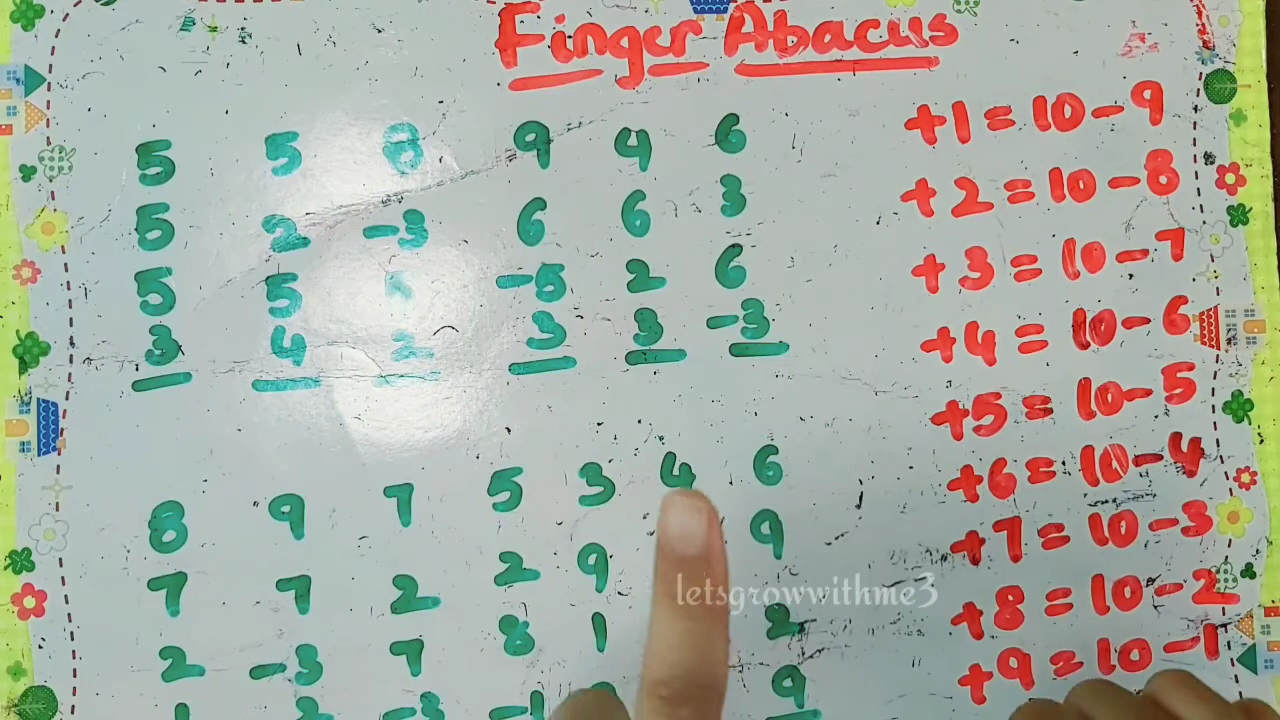 Finger Abacus
5 5 8 9 4 6
5 2 -3 6 6 3
5 5 5 -5 2 6
3 4 2 3 3 -3
8 9 7 5 3 4 6
7 7 2 2 9 9
2 -3 7 8 1 2
-3 -1 9
+1 = 10 - 9
+2 = 10 - 8
+3 = 10 - 7
+4 = 10 - 6
+5 = 10 - 5
+6 = 10 - 4
+7 = 10 - 3
+8 = 10 - 2
+9 = 10 - 1
letsgrowwithme3